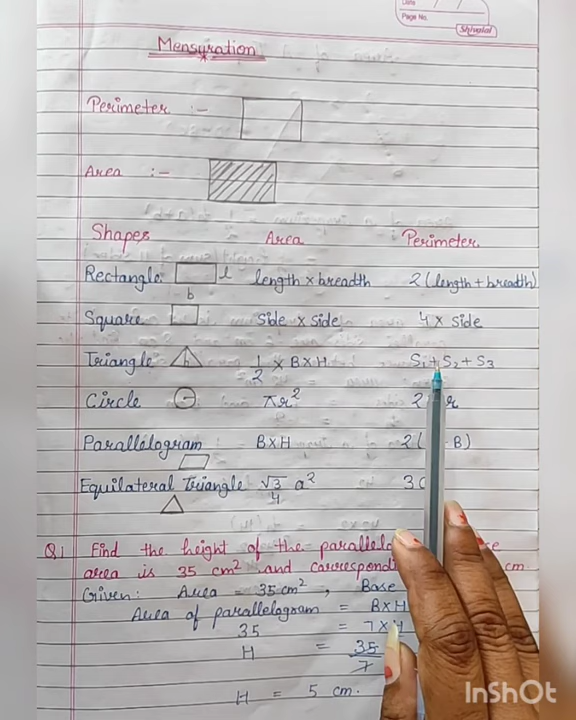 Date / /
Page No.
Shivalal
Mensuration
Perimeter :-
Area :-
Shapes Area Perimeter
Rectangle l length × breadth 2 (length + breadth)
b
Square side × side 4 × side
Triangle h 1/2 × B×H S₁ + S₂ + S₃
Circle πr² 2 r
Parallelogram B×H 2( B)
Equilateral Triangle √3/4 a² 3
Q1 Find the height of the
area is 35 cm² and cm
Given: Area = 35 cm², Base
Area of parallelogram = B×H
35 = 7×H
H = 35/7
H = 5 cm.
InShOt